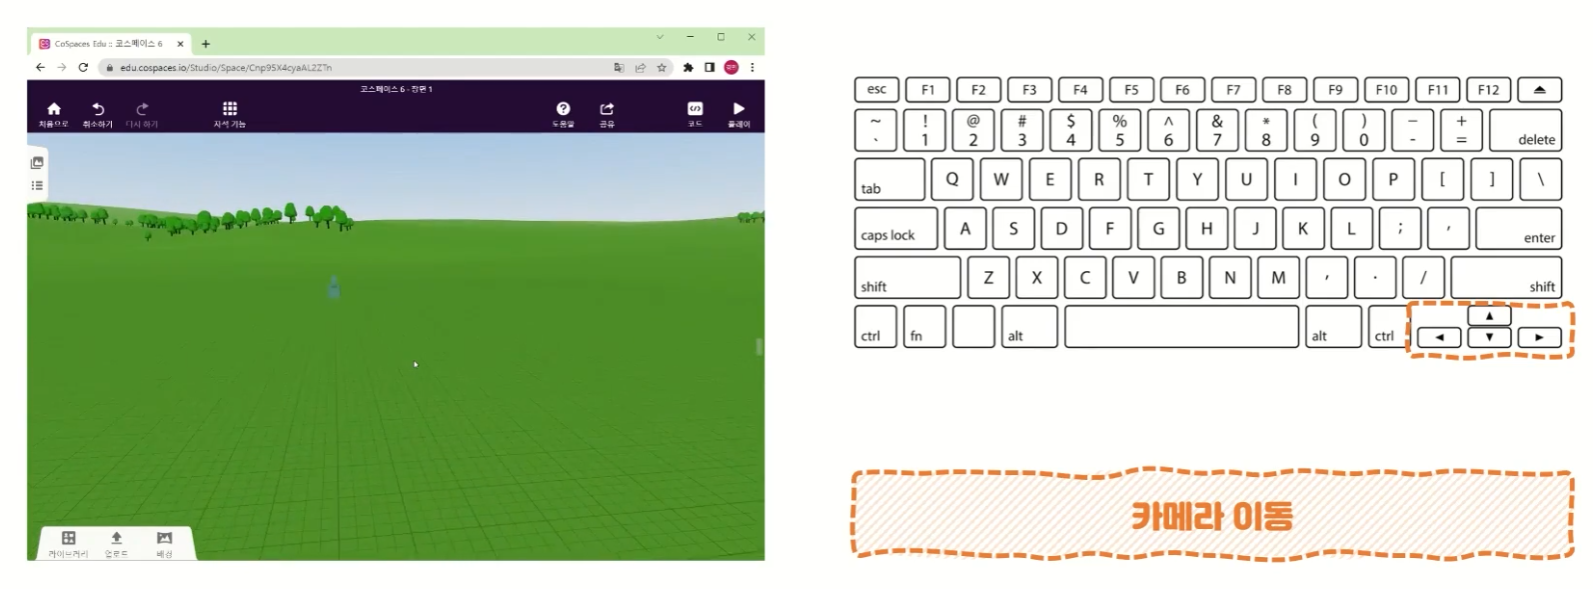 CoSpaces Edu :: 코스페이스 6
edu.cospaces.io/Studio/Space/Cnp95X4cyaAL2ZTn
코스페이스 6 - 장면 1
처음으로 취소하기 다시 하기 자석 기능 도움말 공유 코드 플레이
라이브러리 업로드 배경
esc F1 F2 F3 F4 F5 F6 F7 F8 F9 F10 F11 F12
~ ! @ # $ % ^ & * ( ) – +
` 1 2 3 4 5 6 7 8 9 0 - = delete
tab Q W E R T Y U I O P [ ] \
caps lock A S D F G H J K L ; ' enter
shift Z X C V B N M , . / shift
ctrl fn alt alt ctrl
카메라 이동